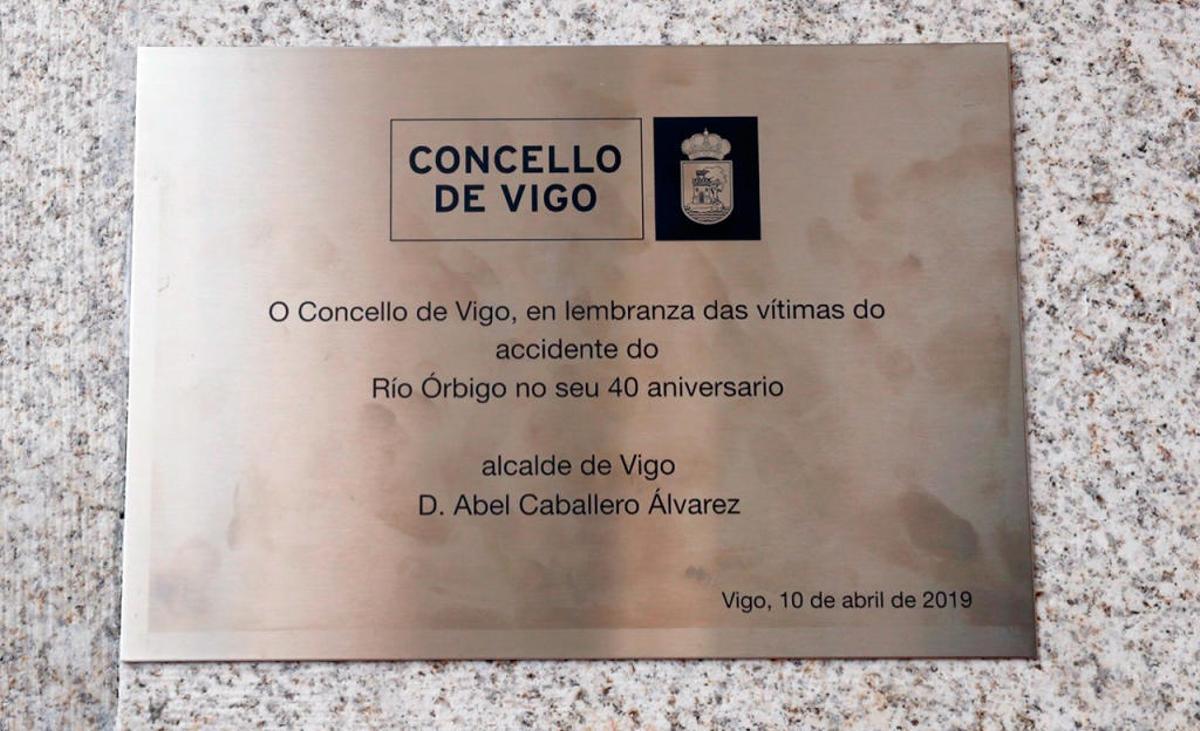 CONCELLO
DE VIGO
O Concello de Vigo, en lembranza das vítimas do
accidente do
Río Órbigo no seu 40 aniversario
alcalde de Vigo
D. Abel Caballero Álvarez
Vigo, 10 de abril de 2019